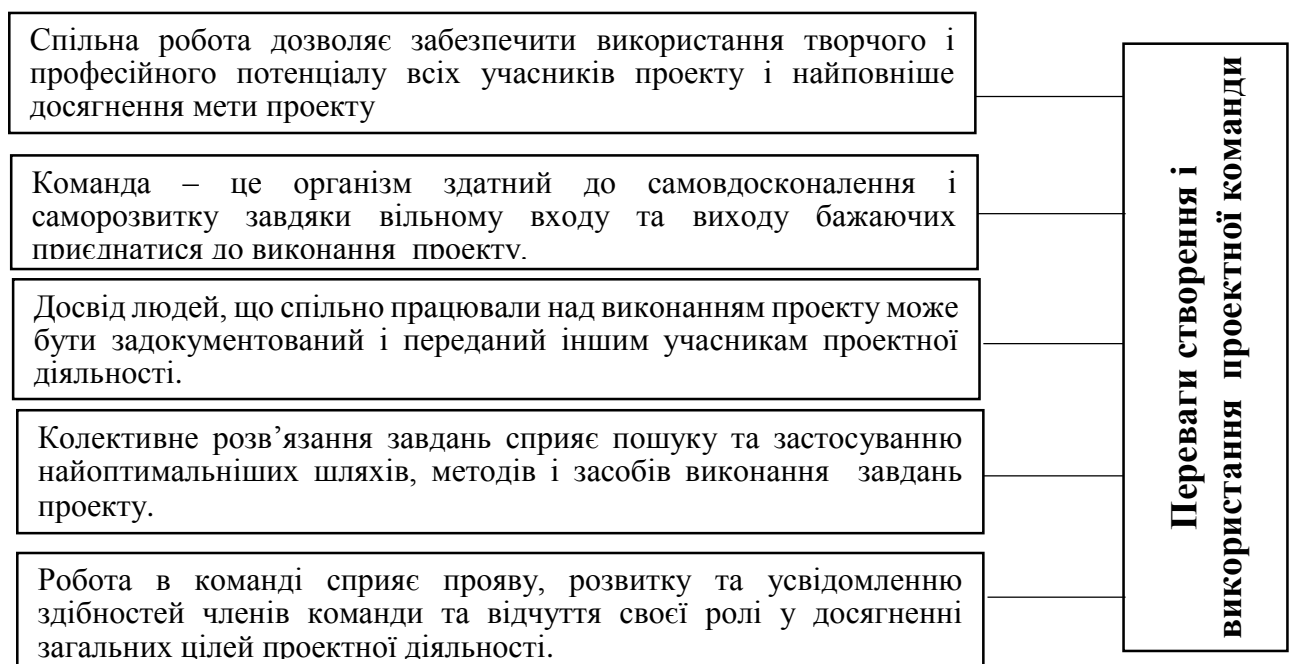 Спільна робота дозволяє забезпечити використання творчого і
професійного потенціалу всіх учасників проекту і найповніше
досягнення мети проекту
Команда – це організм здатний до самовдосконалення і
саморозвитку завдяки вільному входу та виходу бажаючих
приєднатися до виконання проекту.
Досвід людей, що спільно працювали над виконанням проекту може
бути задокументований і переданий іншим учасникам проектної
діяльності.
Колективне розв’язання завдань сприяє пошуку та застосуванню
найоптимальніших шляхів, методів і засобів виконання завдань
проекту.
Робота в команді сприяє прояву, розвитку та усвідомленню
здібностей членів команди та відчуття своєї ролі у досягненні
загальних цілей проектної діяльності.
Переваги створення і
використання проектної команди